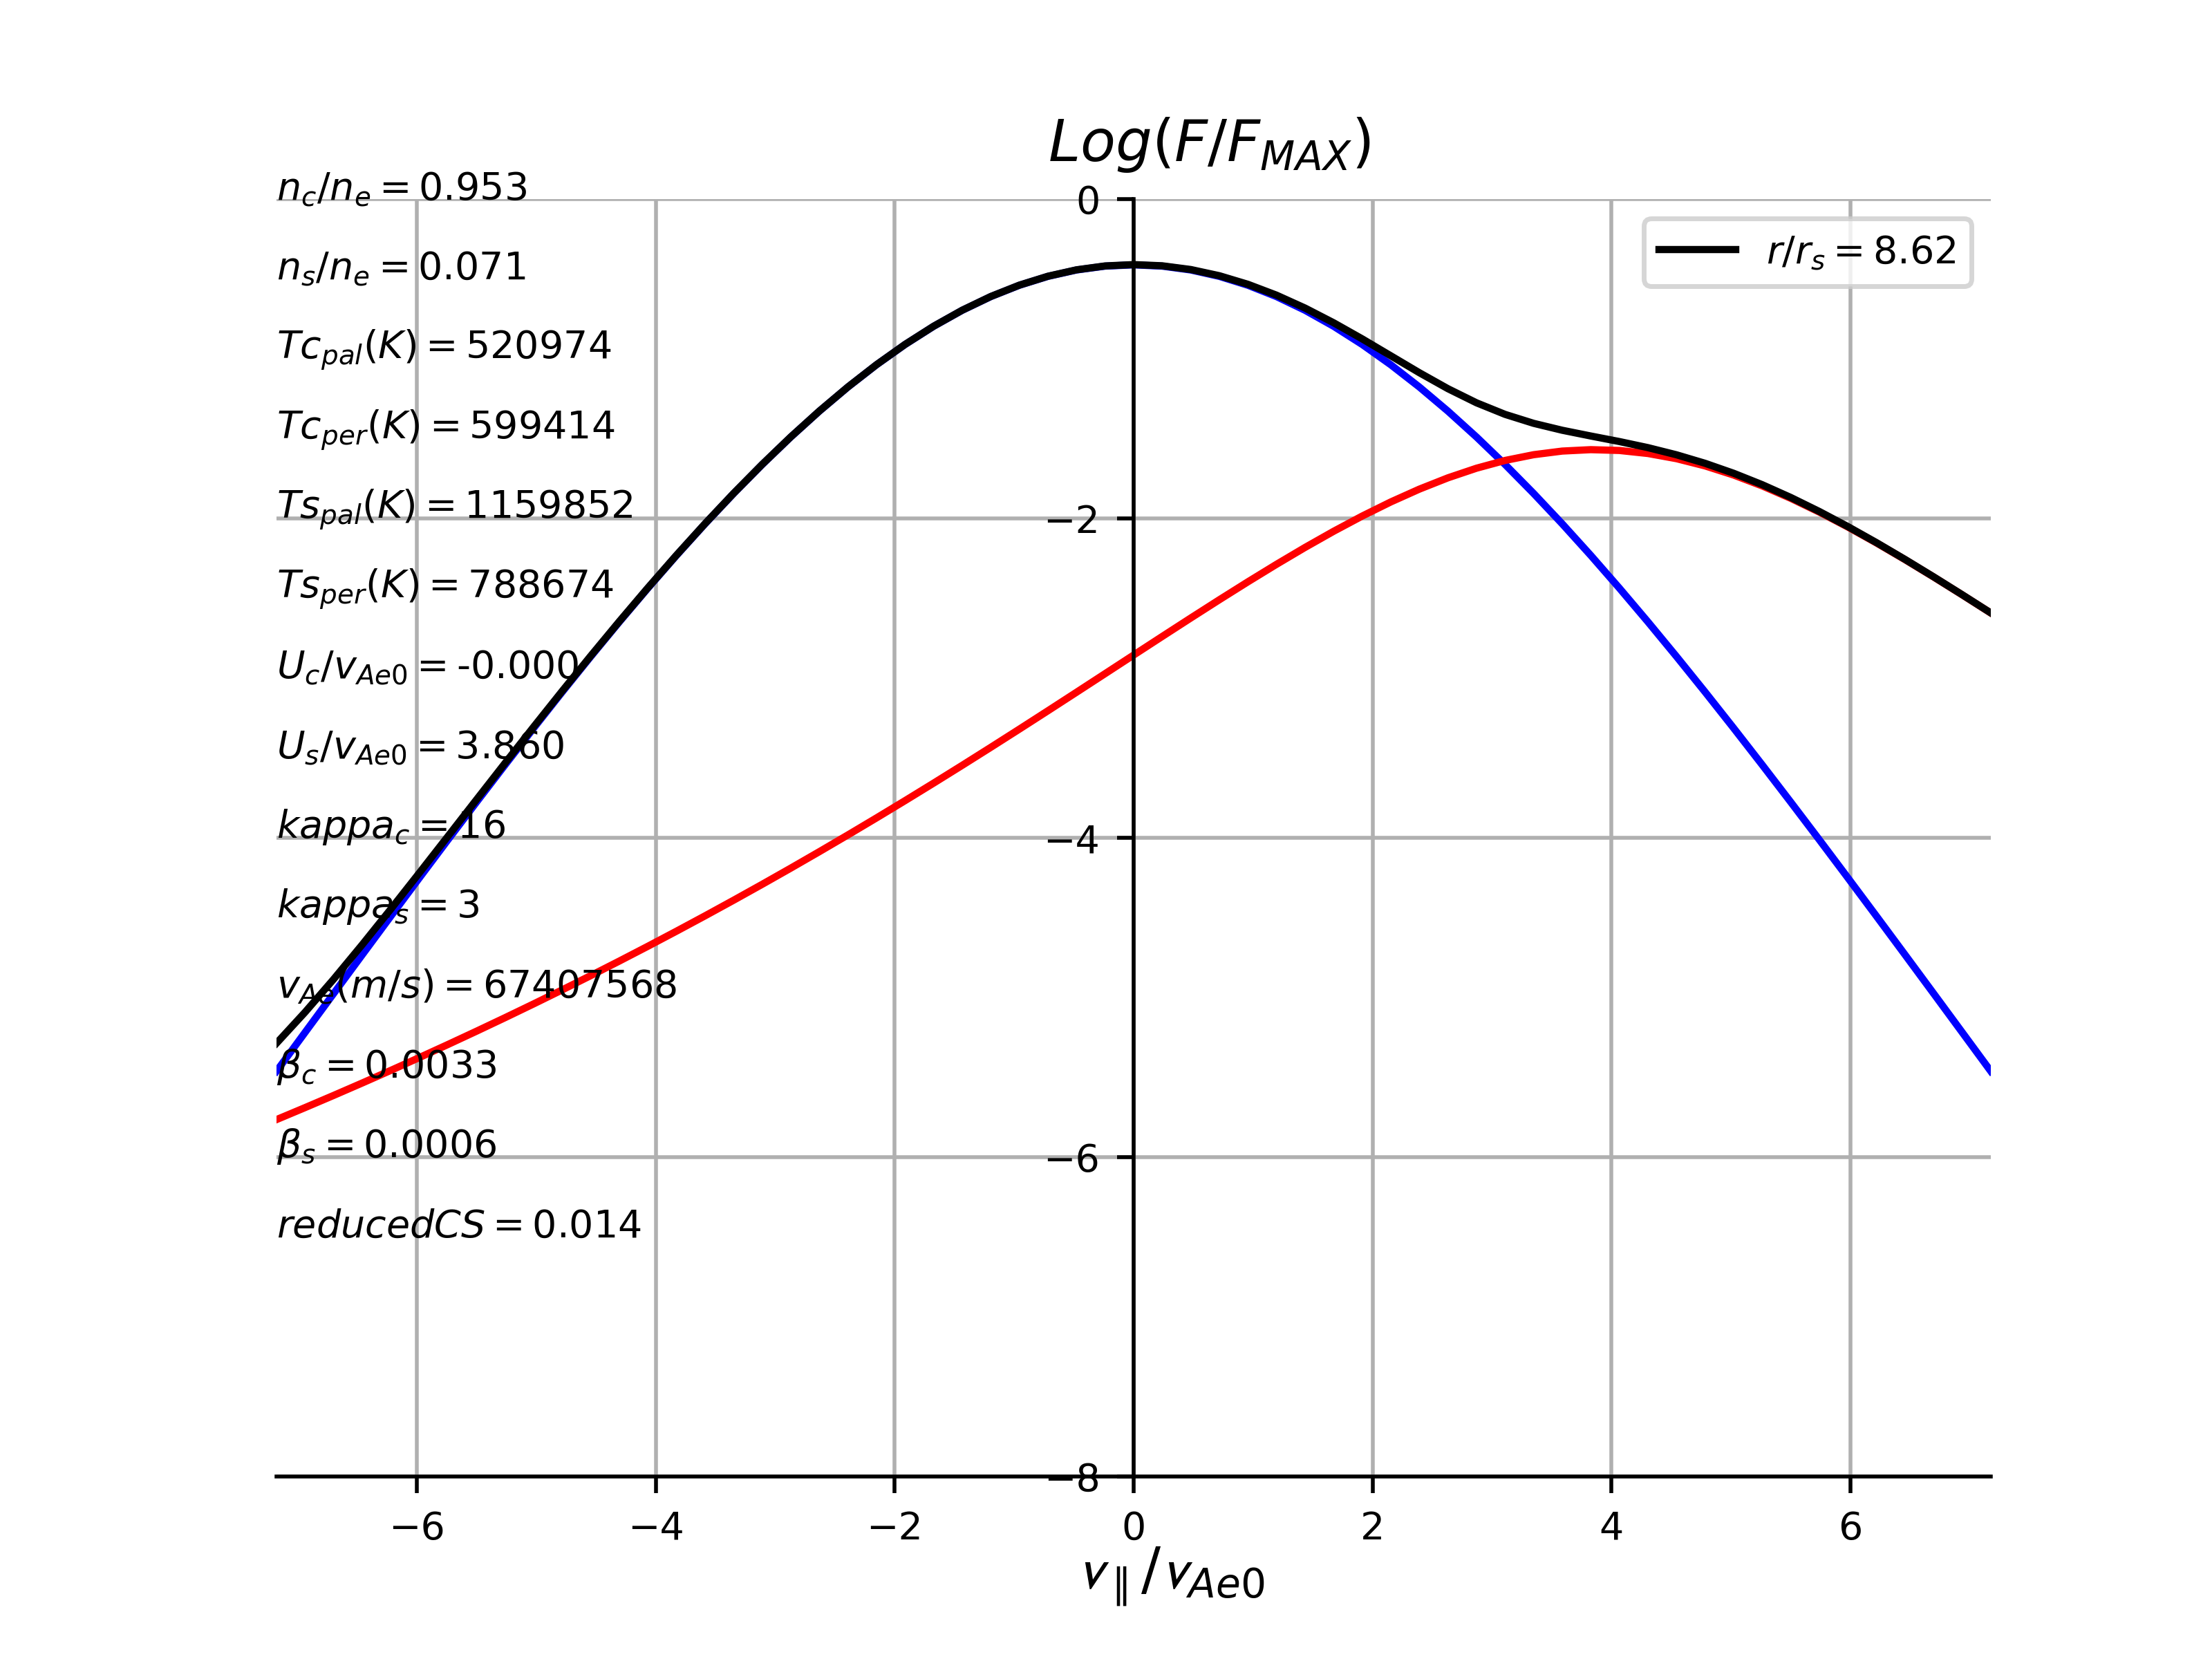 Log(F/F_MAX)
n_c/n_e = 0.953
n_s/n_e = 0.071
Tc_pal(K) = 520974
Tc_per(K) = 599414
Ts_pal(K) = 1159852
Ts_per(K) = 788674
U_c/v_Ae0 = -0.000
U_s/v_Ae0 = 3.860
kappa_c = 16
kappa_s = 3
v_Ae(m/s) = 67407568
β_c = 0.0033
β_s = 0.0006
reducedCS = 0.014
0
−2
−4
−6
−8
r/r_s = 8.62
−6 −4 −2 0 2 4 6
v_∥/v_Ae0